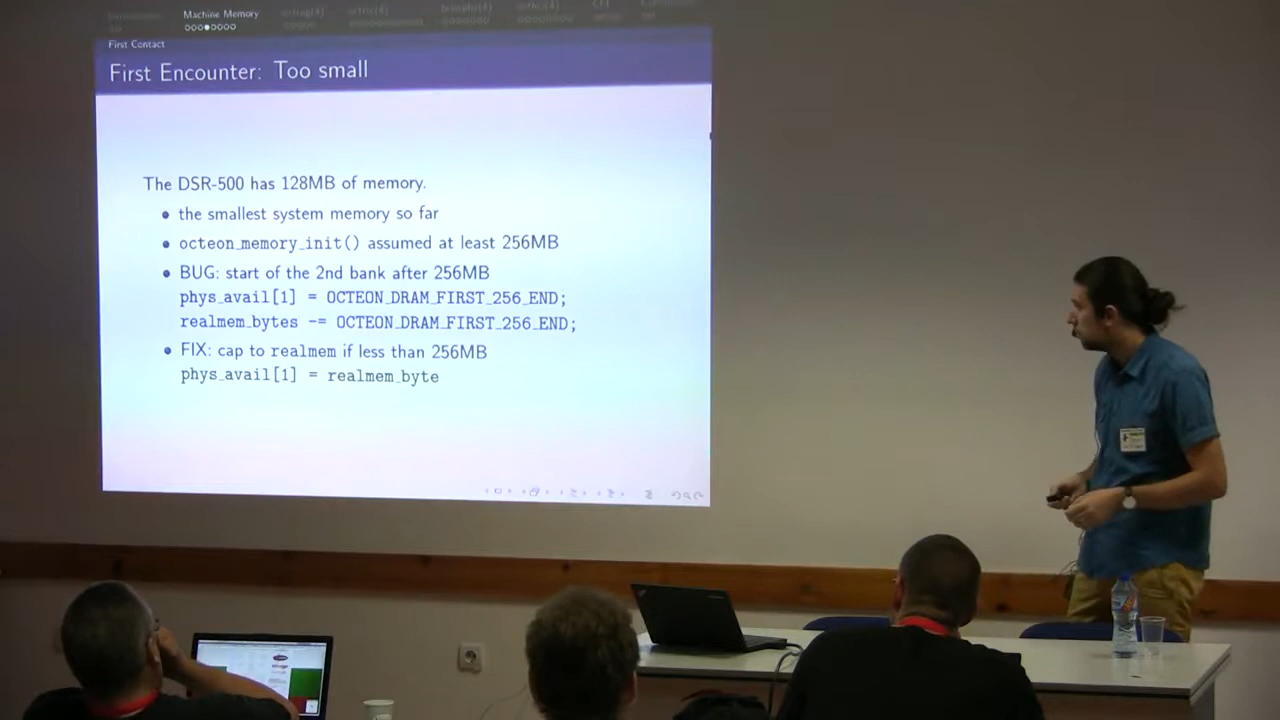 Machine Memory
First Contact
First Encounter: Too small
The DSR-500 has 128MB of memory.
the smallest system memory so far
octeon_memory_init() assumed at least 256MB
BUG: start of the 2nd bank after 256MB
phys_avail[1] = OCTEON_DRAM_FIRST_256_END;
realmem_bytes -= OCTEON_DRAM_FIRST_256_END;
FIX: cap to realmem if less than 256MB
phys_avail[1] = realmem_byte